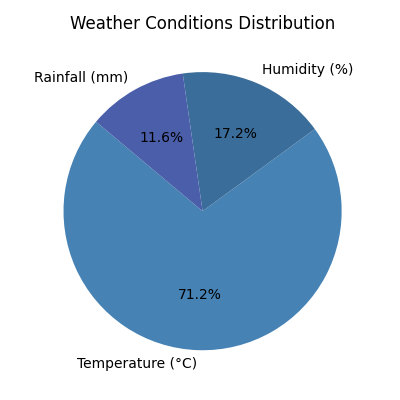 Weather Conditions Distribution
Humidity (%)
Rainfall (mm)
11.6%
17.2%
71.2%
Temperature (°C)